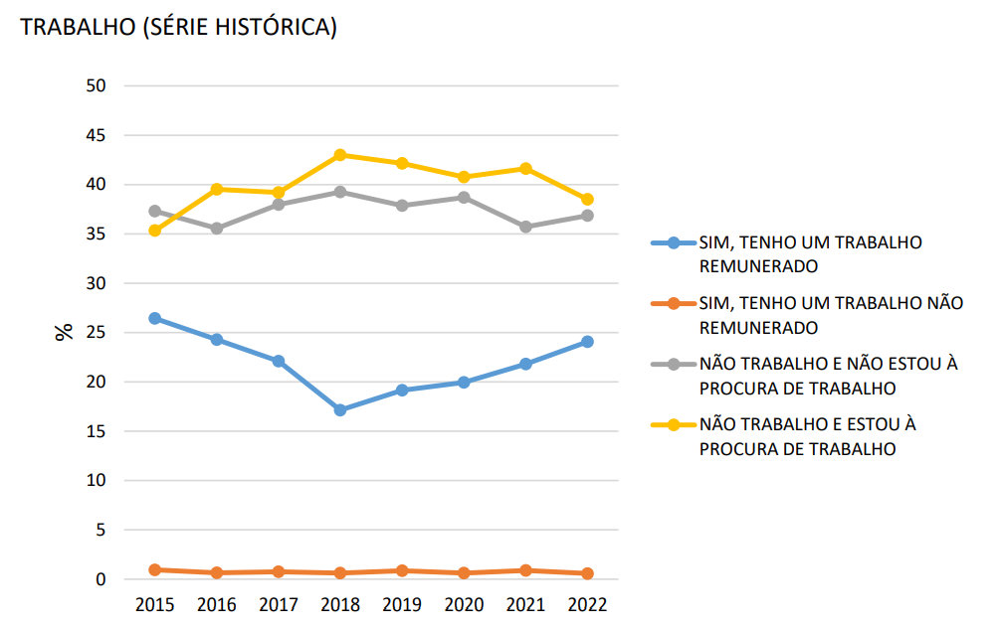 TRABALHO (SÉRIE HISTÓRICA)
50
45
40
35
30
25
20
15
10
5
0
%
2015 2016 2017 2018 2019 2020 2021 2022
SIM, TENHO UM TRABALHO
REMUNERADO
SIM, TENHO UM TRABALHO NÃO
REMUNERADO
NÃO TRABALHO E NÃO ESTOU À
PROCURA DE TRABALHO
NÃO TRABALHO E ESTOU À
PROCURA DE TRABALHO